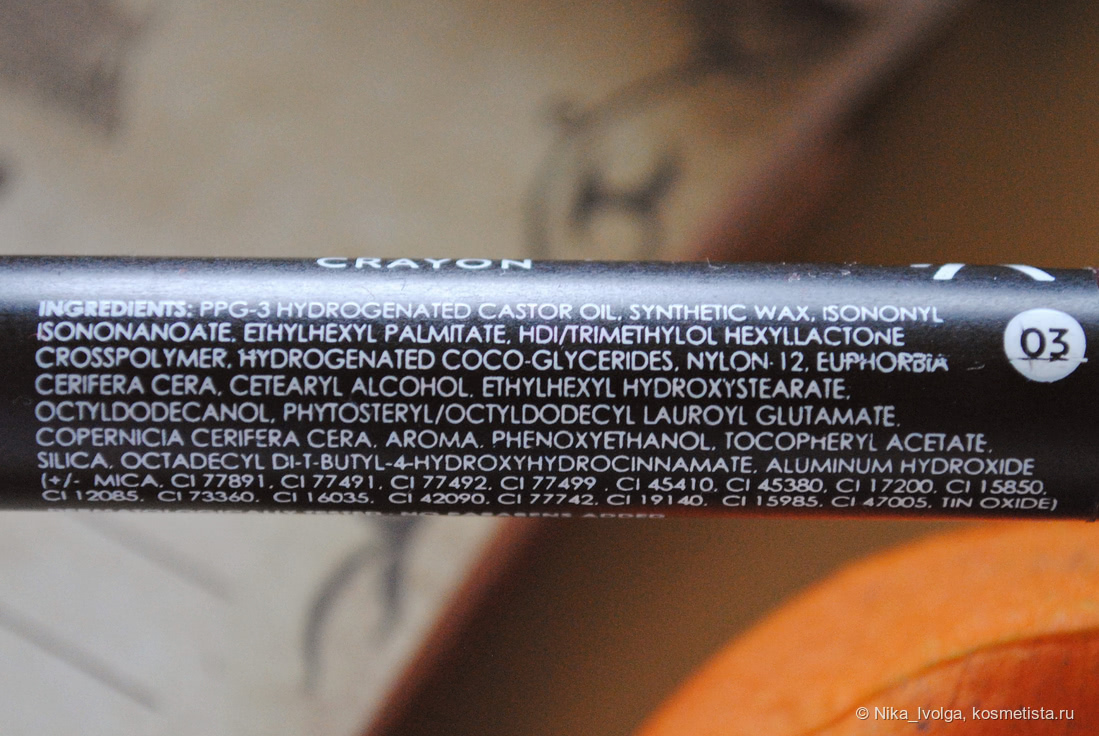 CRAYON
INGREDIENTS: PPG-3 HYDROGENATED CASTOR OIL, SYNTHETIC WAX, ISONONYL
ISONONANOATE, ETHYLHEXYL PALMITATE, HDI/TRIMETHYLOL HEXYLLACTONE
CROSSPOLYMER, HYDROGENATED COCO-GLYCERIDES, NYLON-12, EUPHORBIA
CERIFERA CERA, CETEARYL ALCOHOL, ETHYLHEXYL HYDROXYSTEARATE,
OCTYLDODECANOL, PHYTOSTERYL/OCTYLDODECYL LAUROYL GLUTAMATE,
COPERNICIA CERIFERA CERA, AROMA, PHENOXYETHANOL, TOCOPHERYL ACETATE,
SILICA, OCTADECYL DI-T-BUTYL-4-HYDROXYHYDROCINNAMATE, ALUMINUM HYDROXIDE
(+/- MICA, CI 77891, CI 77491, CI 77492, CI 77499, CI 45410, CI 45380, CI 17200, CI 15850,
CI 12085, CI 73360, CI 16035, CI 42090, CI 77742, CI 19140, CI 15985, CI 47005, TIN OXIDE)
ADDED
03
© Nika_Ivolga, kosmetista.ru